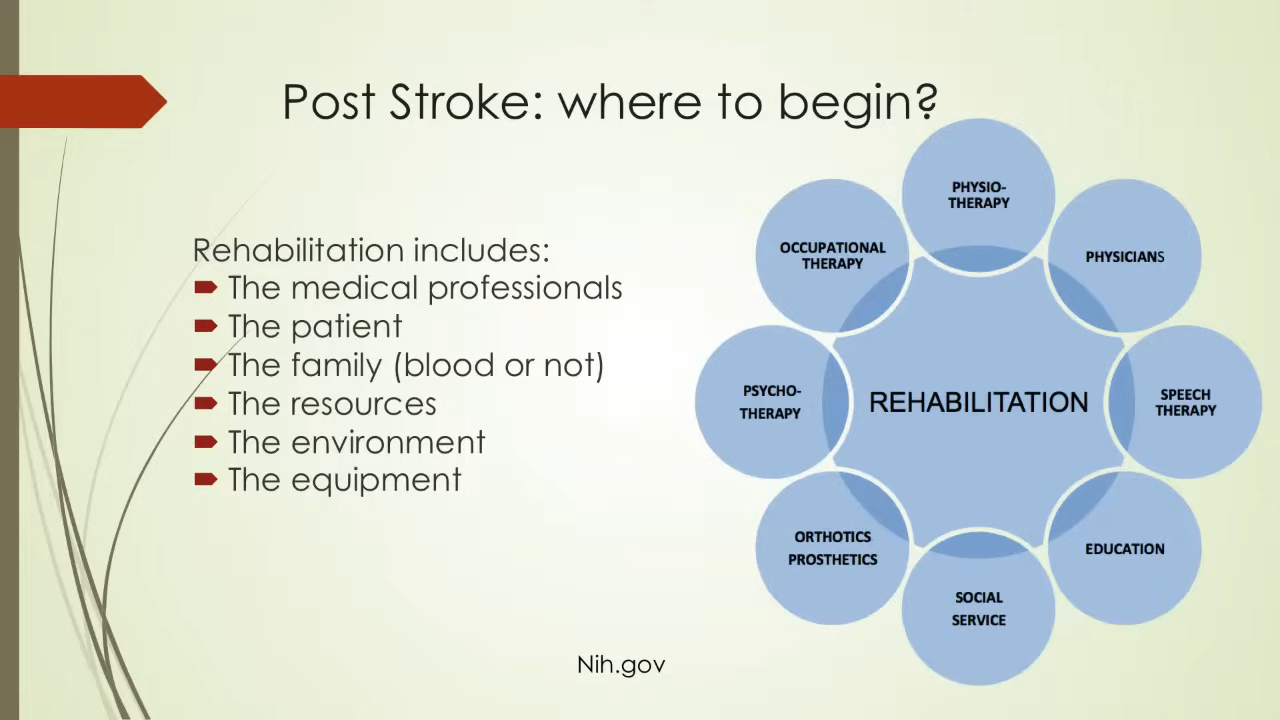 Post Stroke: where to begin?
Rehabilitation includes:
The medical professionals
The patient
The family (blood or not)
The resources
The environment
The equipment
PHYSIO-
THERAPY
PHYSICIANS
SPEECH
THERAPY
EDUCATION
SOCIAL
SERVICE
ORTHOTICS
PROSTHETICS
PSYCHO-
THERAPY
OCCUPATIONAL
THERAPY
REHABILITATION
Nih.gov